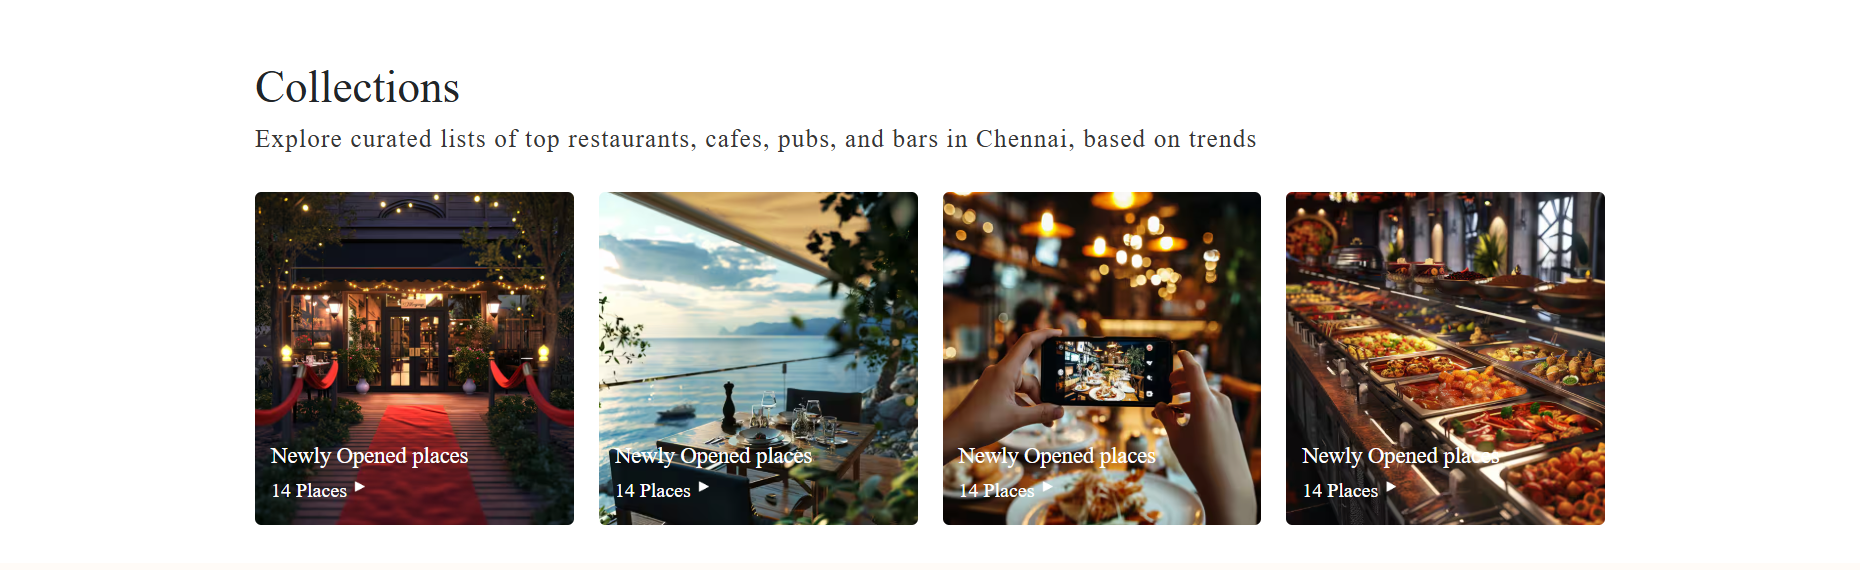 Collections
Explore curated lists of top restaurants, cafes, pubs, and bars in Chennai, based on trends
Newly Opened places
14 Places
Newly Opened places
14 Places
Newly Opened places
14 Places
Newly Opened places
14 Places